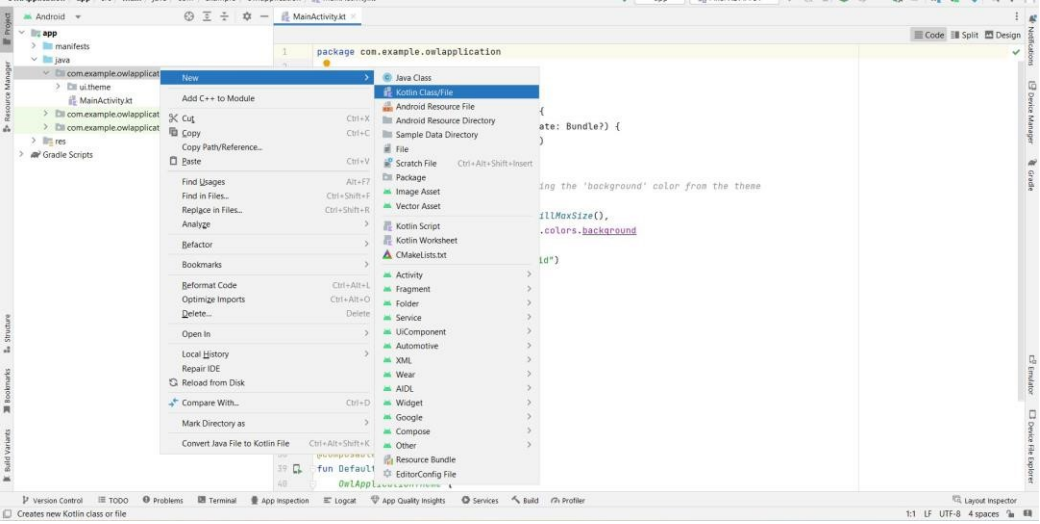 Android
MainActivity.kt
Code Split Design
app
manifests
java
com.example.owlapplicat
ui.theme
MainActivity.kt
com.example.owlapplicat
com.example.owlapplicat
res
Gradle Scripts
Project
Resource Manager
Structure
Bookmarks
Build Variants
1 package com.example.owlapplication
New
Add C++ to Module
Cut Ctrl+X
Copy Ctrl+C
Copy Path/Reference...
Paste Ctrl+V
Find Usages Alt+F7
Find in Files... Ctrl+Shift+F
Replace in Files... Ctrl+Shift+R
Analyze
Refactor
Bookmarks
Reformat Code Ctrl+Alt+L
Optimize Imports Ctrl+Alt+O
Delete... Delete
Open In
Local History
Repair IDE
Reload from Disk
Compare With... Ctrl+D
Mark Directory as
Convert Java File to Kotlin File Ctrl+Alt+Shift+K
Java Class
Kotlin Class/File
Android Resource File
Android Resource Directory
Sample Data Directory
File
Scratch File Ctrl+Alt+Shift+Insert
Package
Image Asset
Vector Asset
Kotlin Script
Kotlin Worksheet
CMakeLists.txt
Activity
Fragment
Folder
Service
UiComponent
Automotive
XML
Wear
AIDL
Widget
Google
Compose
Other
Resource Bundle
EditorConfig File
{
ate: Bundle?) {
)
ing the 'background' color from the theme
illMaxSize(),
.colors.background
id")
39 fun Default
40
Notifications
Device Manager
Gradle
Emulator
Device File Explorer
Version Control TODO Problems Terminal App Inspection Logcat App Quality Insights Services Build Profiler Layout Inspector
Creates new Kotlin class or file 1:1 LF UTF-8 4 spaces